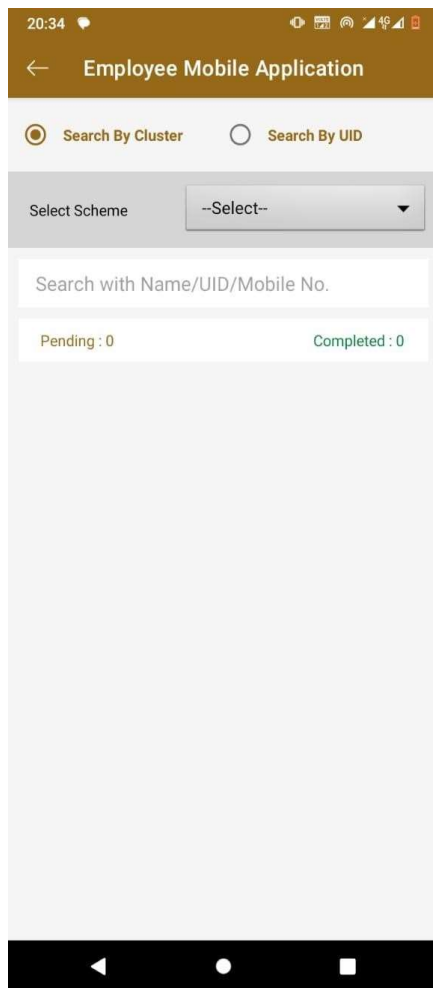 20:34
4G
Employee Mobile Application
Search By Cluster
Search By UID
Select Scheme
--Select--
Search with Name/UID/Mobile No.
Pending : 0
Completed : 0